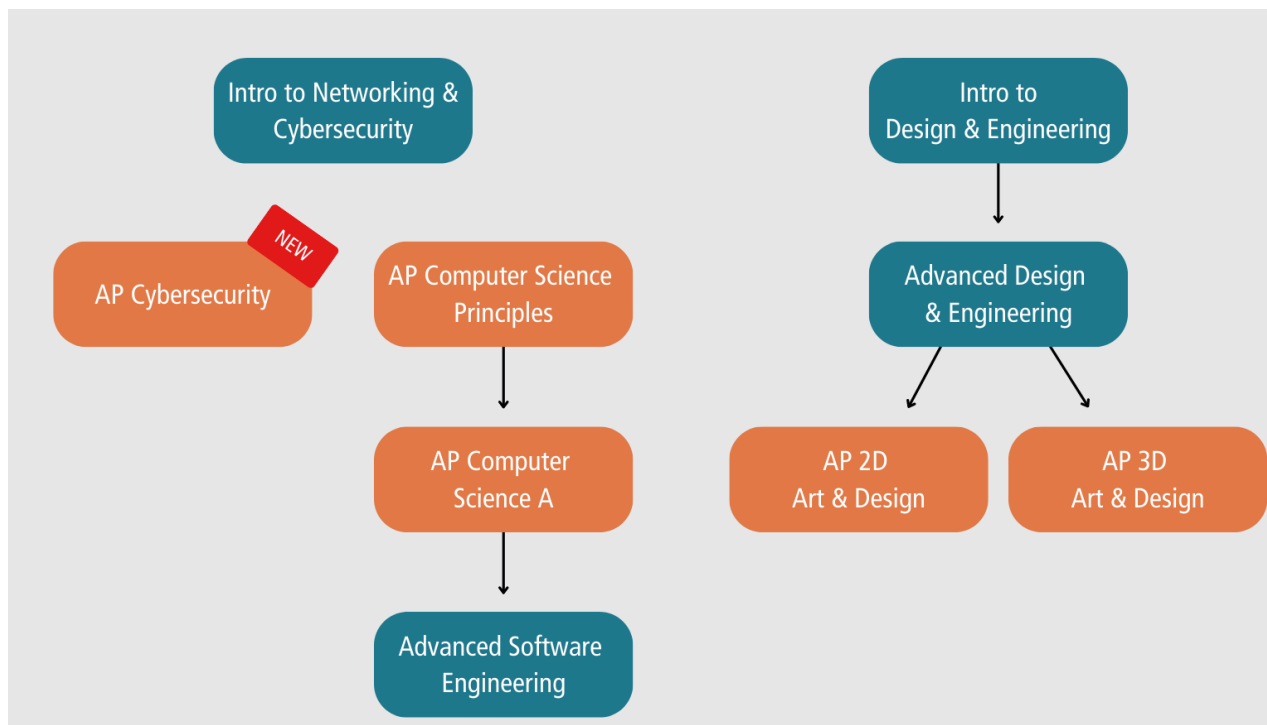 Intro to Networking &
Cybersecurity
Intro to
Design & Engineering
NEW
AP Cybersecurity
AP Computer Science
Principles
Advanced Design
& Engineering
AP Computer
Science A
AP 2D
Art & Design
AP 3D
Art & Design
Advanced Software
Engineering